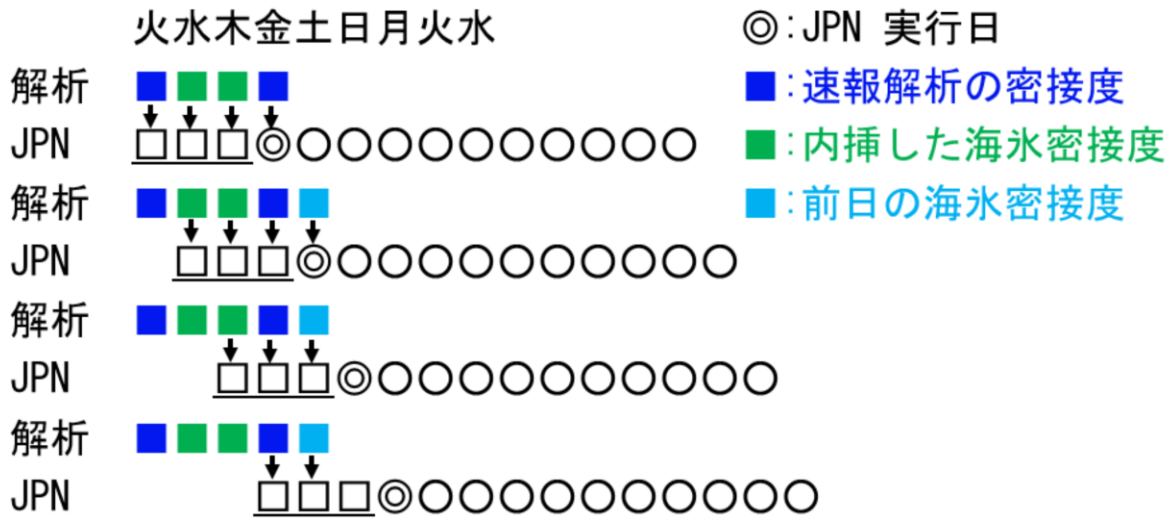 火水木金土日月火水
◎:JPN 実行日
解析
■:速報解析の密接度
JPN
■:内挿した海氷密接度
解析
■:前日の海氷密接度
JPN
解析
JPN
解析
JPN